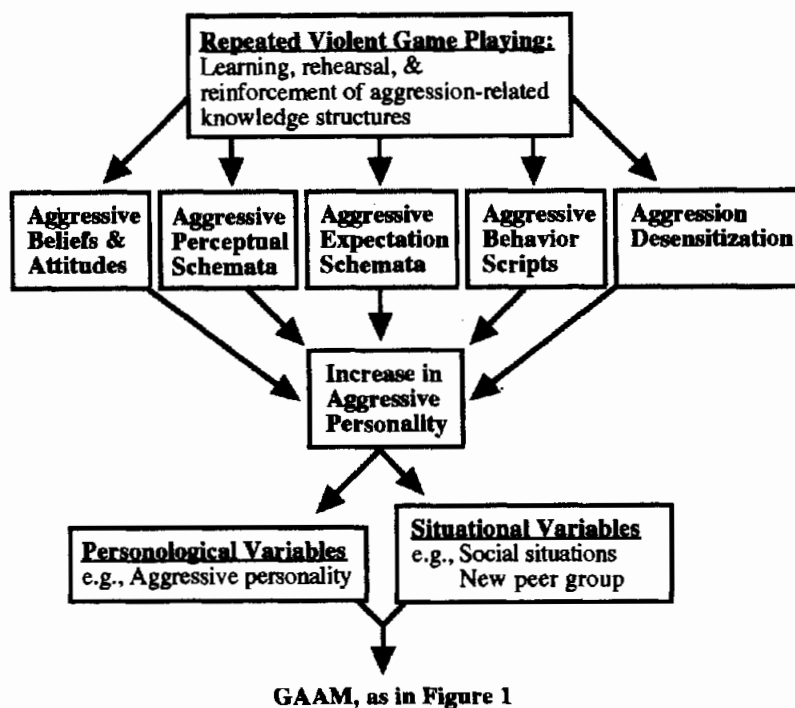 Repeated Violent Game Playing:
Learning, rehearsal, &
reinforcement of aggression-related
knowledge structures
Aggressive
Beliefs &
Attitudes
Aggressive
Perceptual
Schemata
Aggressive
Expectation
Schemata
Aggressive
Behavior
Scripts
Aggression
Desensitization
Increase in
Aggressive
Personality
Personological Variables
e.g., Aggressive personality
Situational Variables
e.g., Social situations
New peer group
GAAM, as in Figure 1